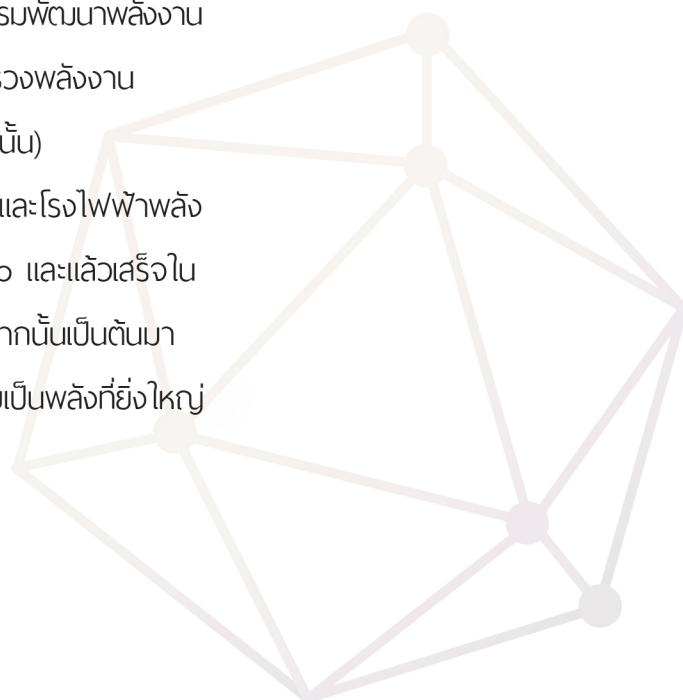 รมพัฒนาพลังงาน
รวงพลังงาน
นั้น)
และโรงไฟฟ้าพลัง
๐ และแล้วเสร็จใน
ากนั้นเป็นต้นมา
เป็นพลังที่ยิ่งใหญ่